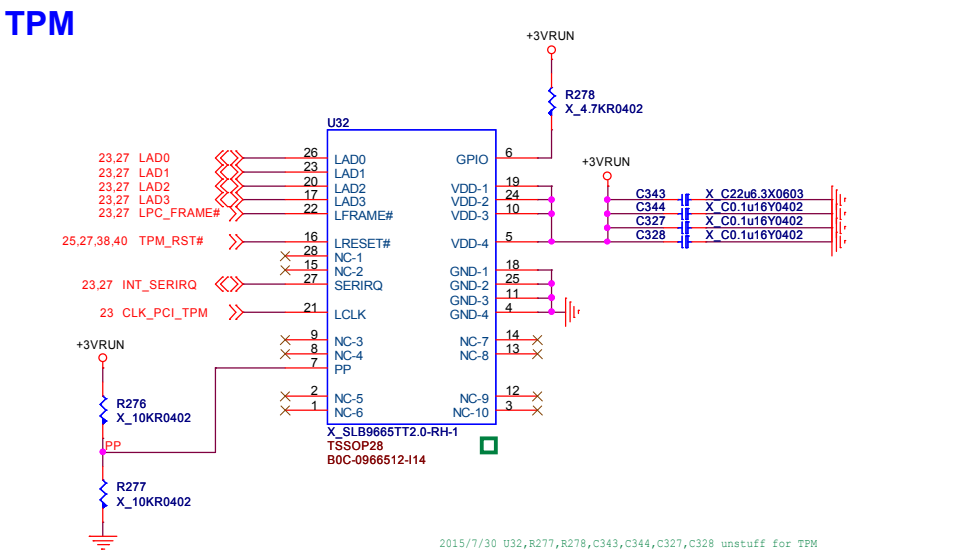 TPM
+3VRUN
R278
X_4.7KR0402
U32
23,27 LAD0
23,27 LAD1
23,27 LAD2
23,27 LAD3
23,27 LPC_FRAME#
25,27,38,40 TPM_RST#
23,27 INT_SERIRQ
23 CLK_PCI_TPM
26 LAD0
23 LAD1
20 LAD2
17 LAD3
22 LFRAME#
16 LRESET#
28 NC-1
15 NC-2
27 SERIRQ
21 LCLK
9 NC-3
8 NC-4
7 PP
2 NC-5
1 NC-6
GPIO 6
VDD-1 19
VDD-2 24
VDD-3 10
VDD-4 5
GND-1 18
GND-2 25
GND-3 11
GND-4 4
NC-7 14
NC-8 13
NC-9 12
NC-10 3
+3VRUN
C343 X_C22u6.3X0603
C344 X_C0.1u16Y0402
C327 X_C0.1u16Y0402
C328 X_C0.1u16Y0402
+3VRUN
R276
X_10KR0402
PP
R277
X_10KR0402
X_SLB9665TT2.0-RH-1
TSSOP28
B0C-0966512-I14
2015/7/30 U32,R277,R278,C343,C344,C327,C328 unstuff for TPM